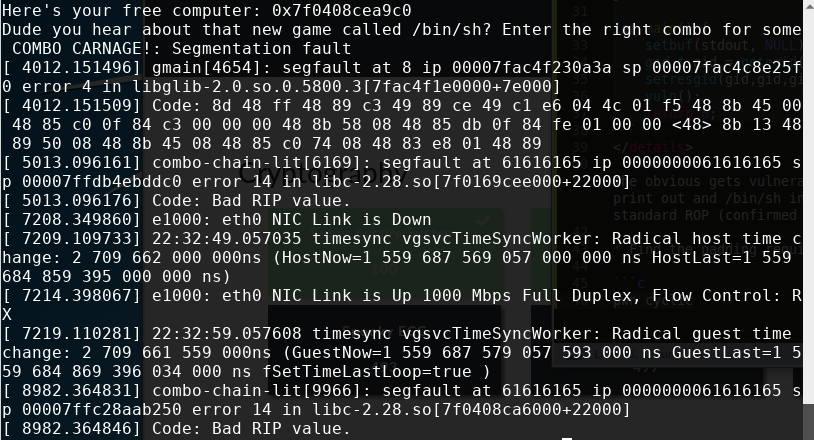 Here's your free computer: 0x7f0408cea9c0
Dude you hear about that new game called /bin/sh? Enter the right combo for some
 COMBO CARNAGE!: Segmentation fault
[ 4012.151496] gmain[4654]: segfault at 8 ip 00007fac4f230a3a sp 00007fac4c8e25f
0 error 4 in libglib-2.0.so.0.5800.3[7fac4f1e0000+7e000]
[ 4012.151509] Code: 8d 48 ff 48 89 c3 49 89 ce 49 c1 e6 04 4c 01 f5 48 8b 45 00
 48 85 c0 0f 84 c3 00 00 00 48 8b 58 08 48 85 db 0f 84 fe 01 00 00 <48> 8b 13 48
 89 50 08 48 8b 45 08 48 85 c0 74 08 48 83 e8 01 48 89
[ 5013.096161] combo-chain-lit[6169]: segfault at 61616165 ip 0000000061616165 s
p 00007ffdb4ebddc0 error 14 in libc-2.28.so[7f0169cee000+22000]
[ 5013.096176] Code: Bad RIP value.
[ 7208.349860] e1000: eth0 NIC Link is Down
[ 7209.109733] 22:32:49.057035 timesync vgsvcTimeSyncWorker: Radical host time c
hange: 2 709 662 000 000ns (HostNow=1 559 687 569 057 000 000 ns HostLast=1 559
684 859 395 000 000 ns)
[ 7214.398067] e1000: eth0 NIC Link is Up 1000 Mbps Full Duplex, Flow Control: R
X
[ 7219.110281] 22:32:59.057608 timesync vgsvcTimeSyncWorker: Radical guest time
change: 2 709 661 559 000ns (GuestNow=1 559 687 579 057 593 000 ns GuestLast=1 5
59 684 869 396 034 000 ns fSetTimeLastLoop=true )
[ 8982.364831] combo-chain-lit[9966]: segfault at 61616165 ip 0000000061616165 s
p 00007ffc28aab250 error 14 in libc-2.28.so[7f0408ca6000+22000]
[ 8982.364846] Code: Bad RIP value.